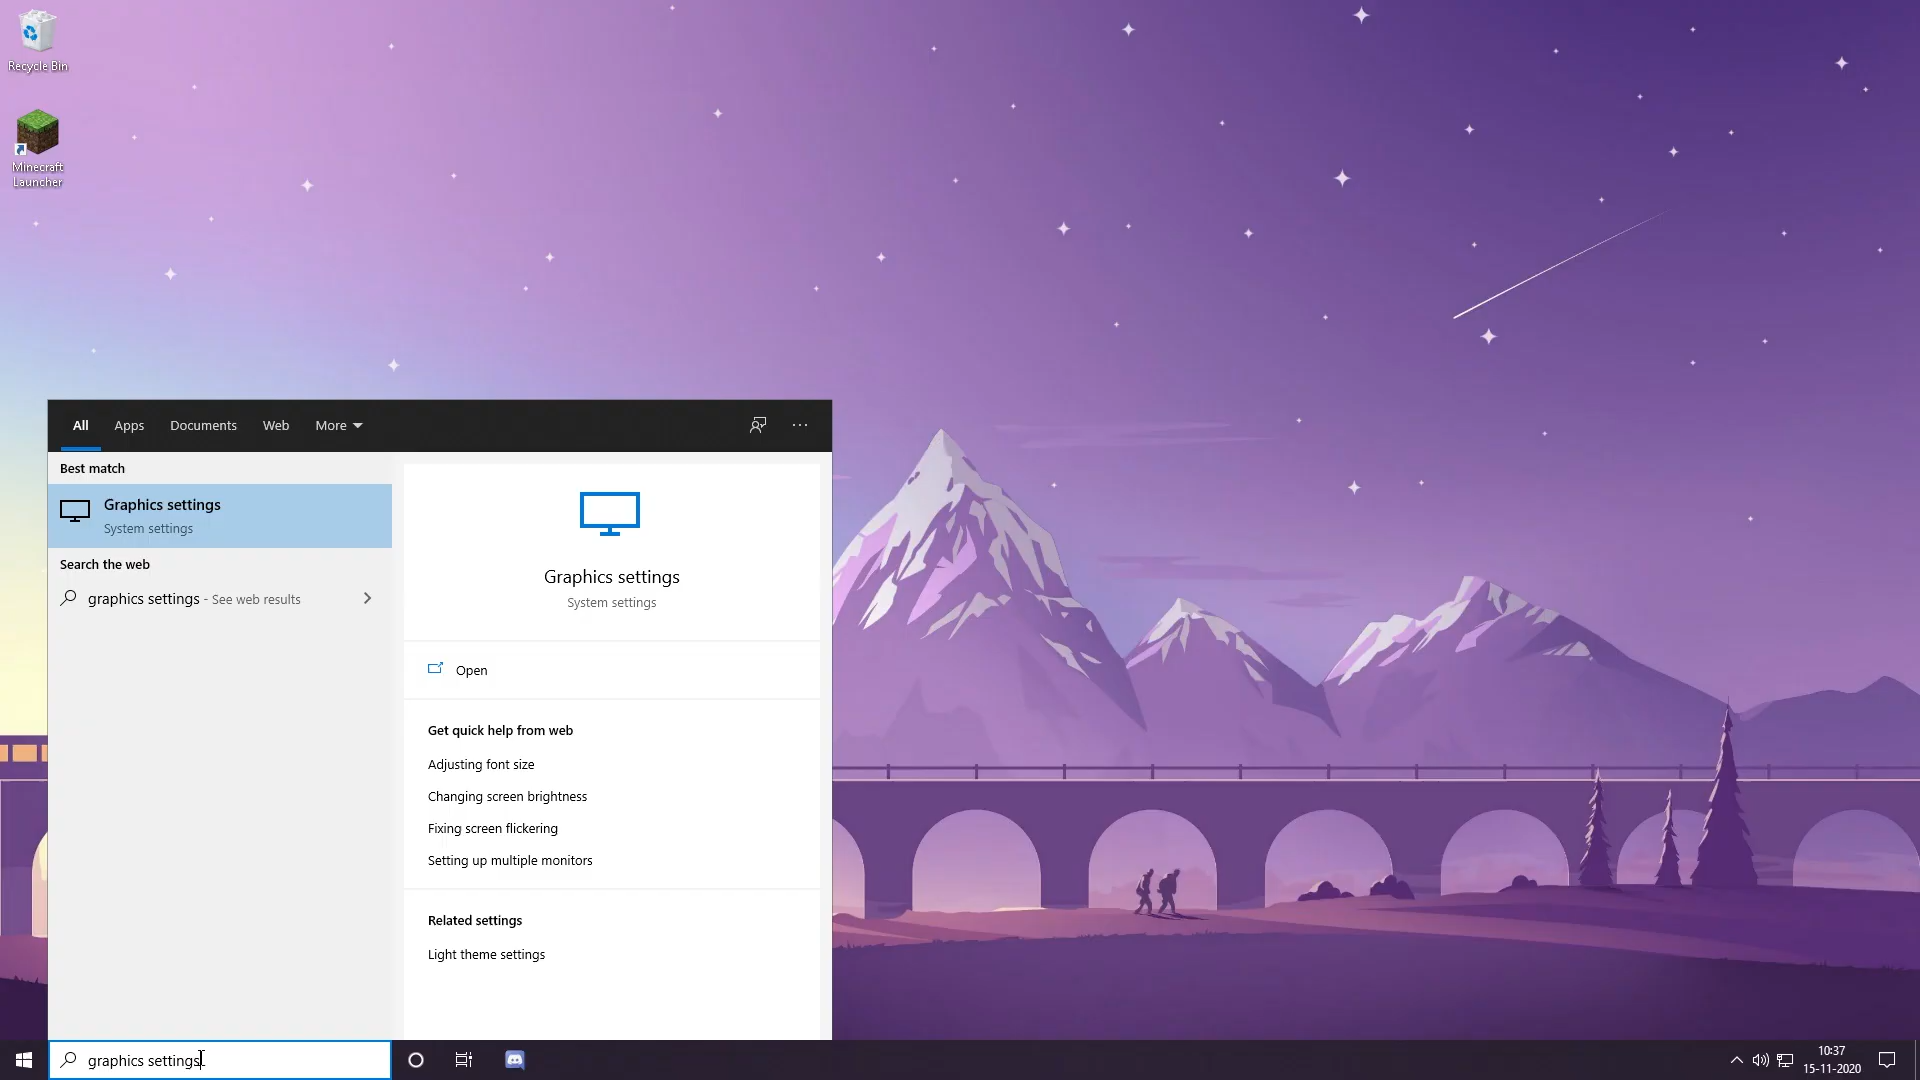 Recycle Bin
Minecraft
Launcher
All Apps Documents Web More
Best match
Graphics settings
System settings
Search the web
graphics settings - See web results
Graphics settings
System settings
Open
Get quick help from web
Adjusting font size
Changing screen brightness
Fixing screen flickering
Setting up multiple monitors
Related settings
Light theme settings
graphics settings
10:37
15-11-2020